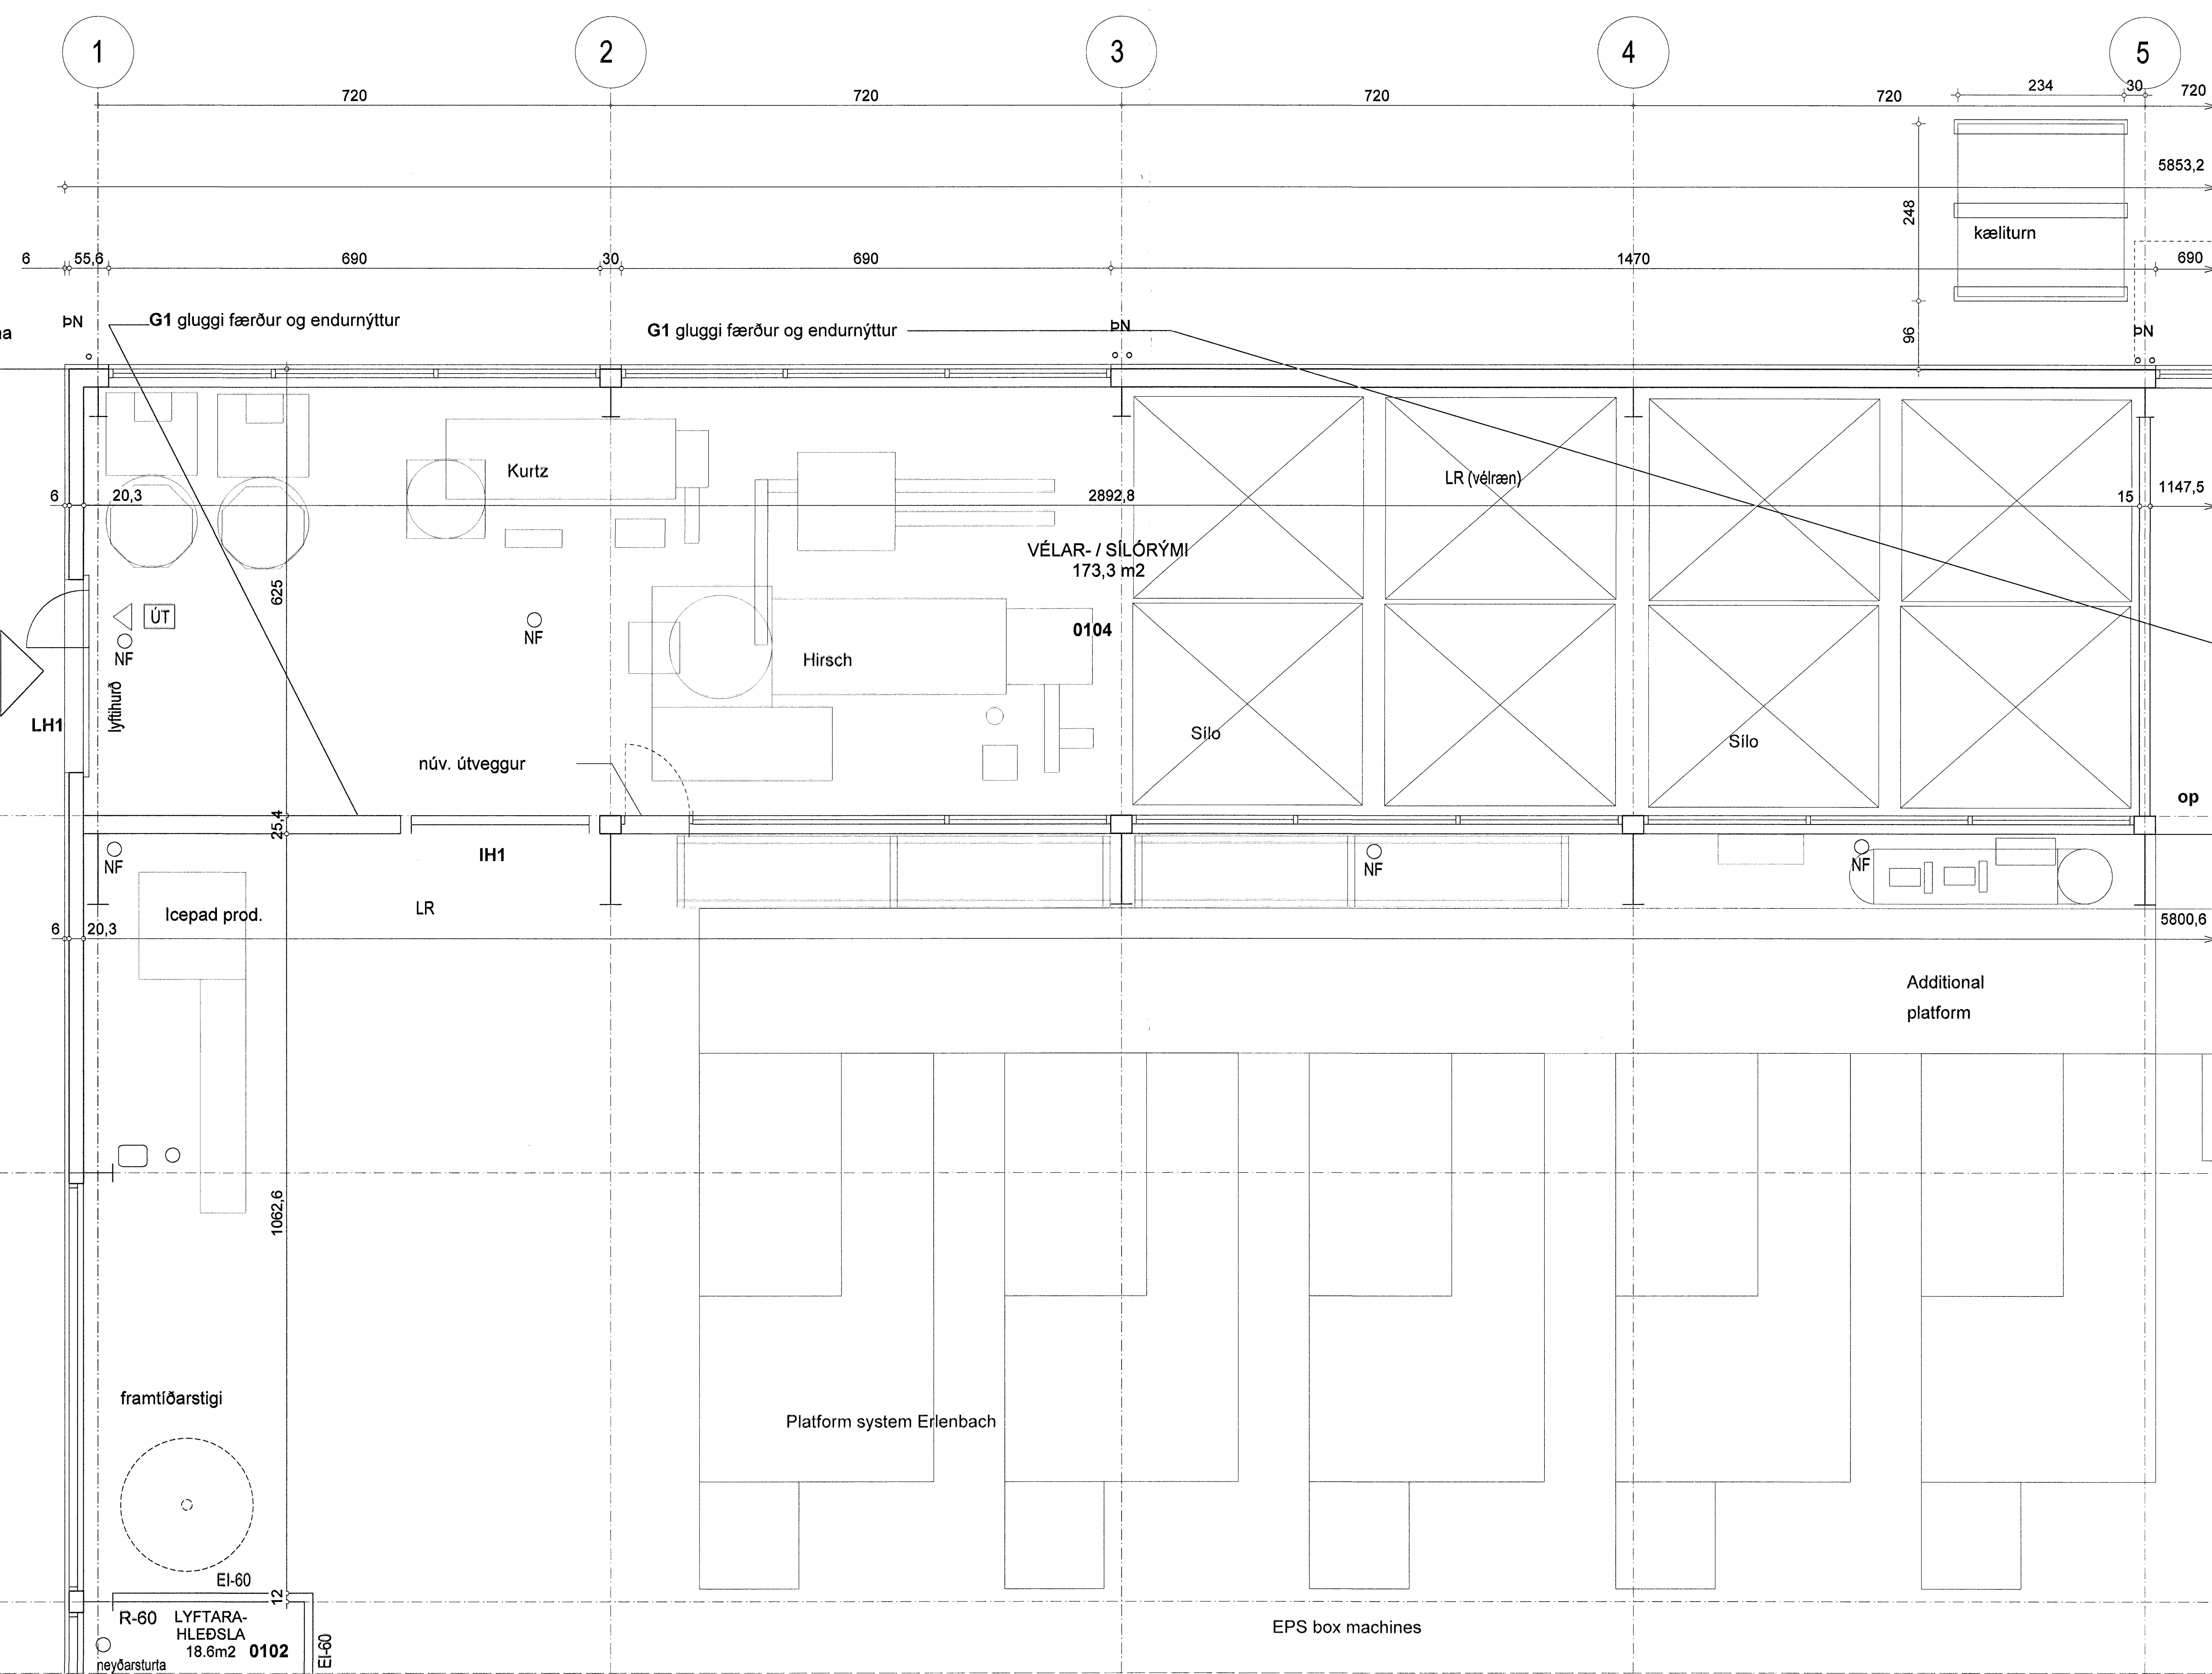 1
2
3
4
5
720
720
720
720
234
30
720
5853,2
248
kæliturn
6
55,6
690
30
690
1470
690
96
ÞN
G1 gluggi færður og endurnýttur
G1 gluggi færður og endurnýttur
ÞN
ÞN
na
Kurtz
LR (vélræn)
6
20,3
2892,8
15
1147,5
VÉLAR- / SÍLÓRÝMI
173,3 m2
625
ÚT
NF
NF
0104
Hirsch
lyftihurð
LH1
Sílo
Sílo
núv. útveggur
op
25,4
IH1
NF
NF
NF
Icepad prod.
LR
6
20,3
5800,6
Additional
platform
1062,6
framtíðarstigi
Platform system Erlenbach
EI-60
12
R-60
LYFTARA-
HLEÐSLA
18.6m2
0102
EI-60
neyðarsturta
EPS box machines